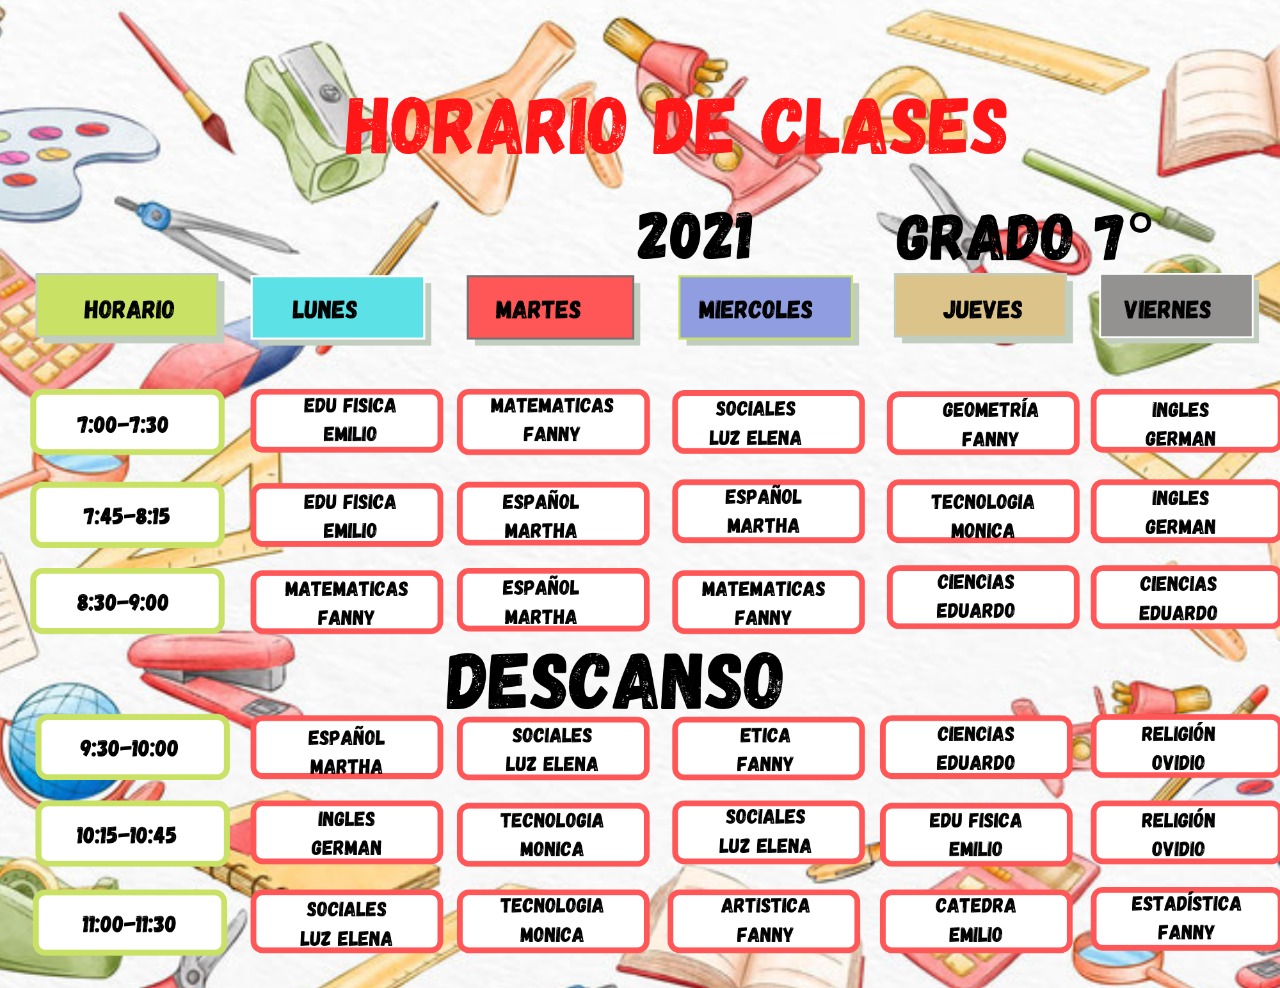 HORARIO DE CLASES
2021 GRADO 7°
HORARIO LUNES MARTES MIERCOLES JUEVES VIERNES
7:00-7:30
EDU FISICA
EMILIO
MATEMATICAS
FANNY
SOCIALES
LUZ ELENA
GEOMETRÍA
FANNY
INGLES
GERMAN
7:45-8:15
EDU FISICA
EMILIO
ESPAÑOL
MARTHA
ESPAÑOL
MARTHA
TECNOLOGIA
MONICA
INGLES
GERMAN
8:30-9:00
MATEMATICAS
FANNY
ESPAÑOL
MARTHA
MATEMATICAS
FANNY
CIENCIAS
EDUARDO
CIENCIAS
EDUARDO
DESCANSO
9:30-10:00
ESPAÑOL
MARTHA
SOCIALES
LUZ ELENA
ETICA
FANNY
CIENCIAS
EDUARDO
RELIGIÓN
OVIDIO
10:15-10:45
INGLES
GERMAN
TECNOLOGIA
MONICA
SOCIALES
LUZ ELENA
EDU FISICA
EMILIO
RELIGIÓN
OVIDIO
11:00-11:30
SOCIALES
LUZ ELENA
TECNOLOGIA
MONICA
ARTISTICA
FANNY
CATEDRA
EMILIO
ESTADÍSTICA
FANNY